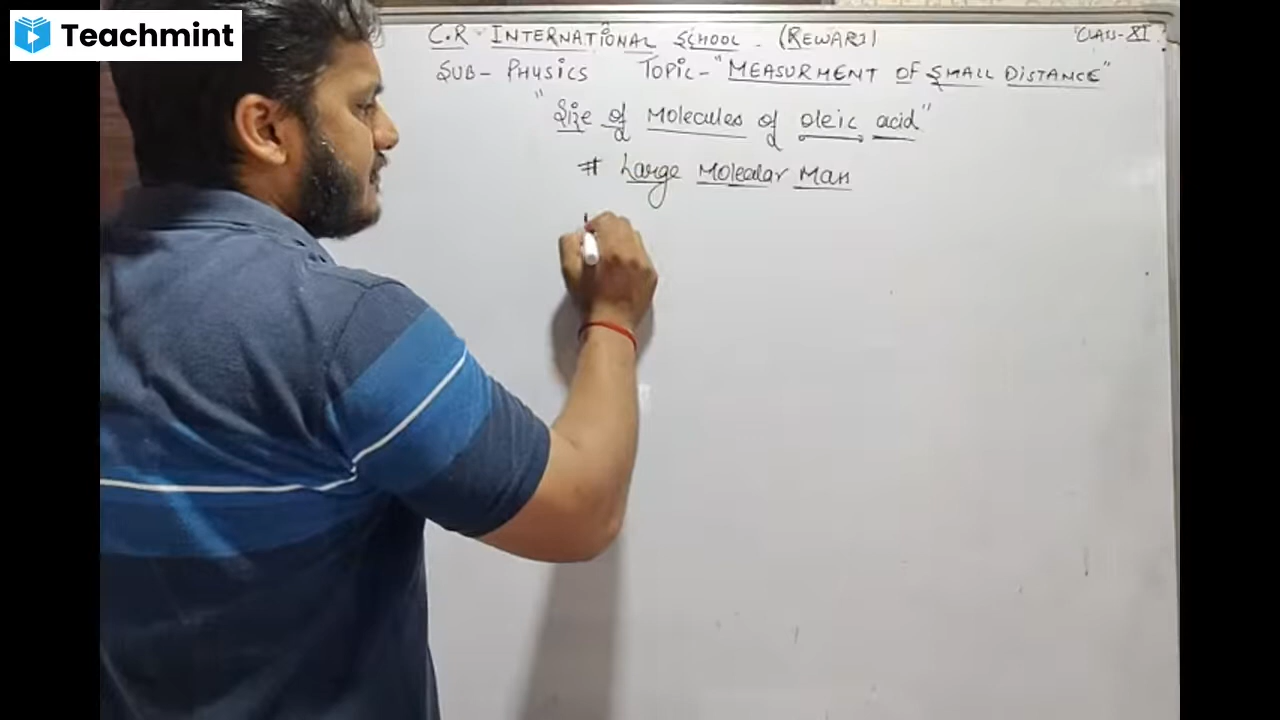 Teachmint
C.R INTERNATIONAL SCHOOL. (REWARI)
CLASS-XI
SUB- PHYSICS TOPIC- "MEASURMENT OF SMALL DISTANCE"
"Size of Molecules of oleic acid"
# Large Molecular Mass